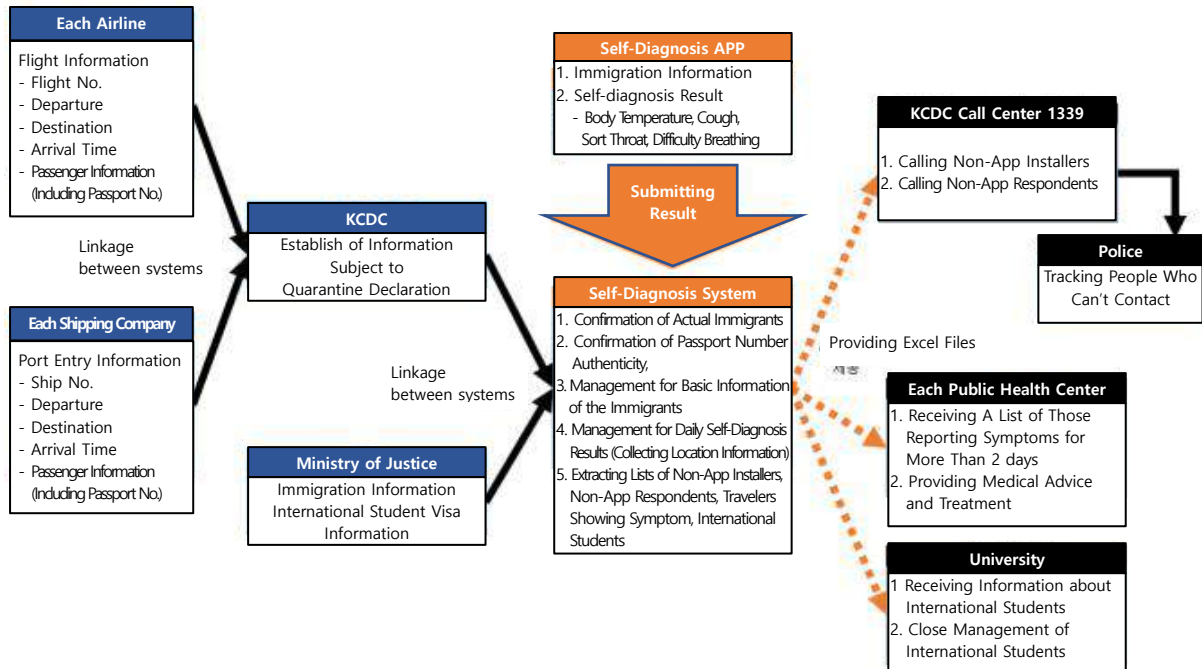 Each Airline
Flight Information
- Flight No.
- Departure
- Destination
- Arrival Time
- Passenger Information
(Including Passport No.)
Linkage
between systems
Each Shipping Company
Port Entry Information
- Ship No.
- Departure
- Destination
- Arrival Time
- Passenger Information
(Including Passport No.)
KCDC
Establish of Information
Subject to
Quarantine Declaration
Linkage
between systems
Ministry of Justice
Immigration Information
International Student Visa
Information
Self-Diagnosis APP
1. Immigration Information
2. Self-diagnosis Result
- Body Temperature, Cough,
Sort Throat, Difficulty Breathing
Submitting
Result
Self-Diagnosis System
1. Confirmation of Actual Immigrants
2. Confirmation of Passport Number
Authenticity,
3. Management for Basic Information
of the Immigrants
4. Management for Daily Self-Diagnosis
Results (Collecting Location Information)
5. Extracting Lists of Non-App Installers,
Non-App Respondents, Travelers
Showing Symptom, International
Students
KCDC Call Center 1339
1. Calling Non-App Installers
2. Calling Non-App Respondents
Police
Tracking People Who
Can't Contact
Providing Excel Files
Each Public Health Center
1. Receiving A List of Those
Reporting Symptoms for
More Than 2 days
2. Providing Medical Advice
and Treatment
University
1 Receiving Information about
International Students
2. Close Management of
International Students